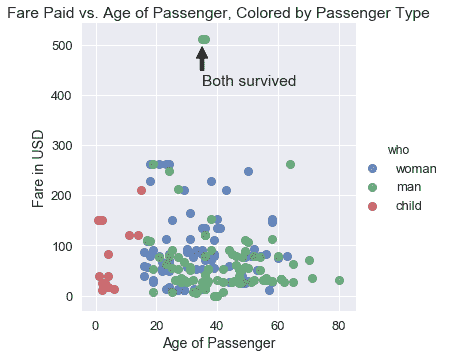 Fare Paid vs. Age of Passenger, Colored by Passenger Type
500
Both survived
400
300
200
100
0
Fare in USD
who
woman
man
child
0 20 40 60 80
Age of Passenger